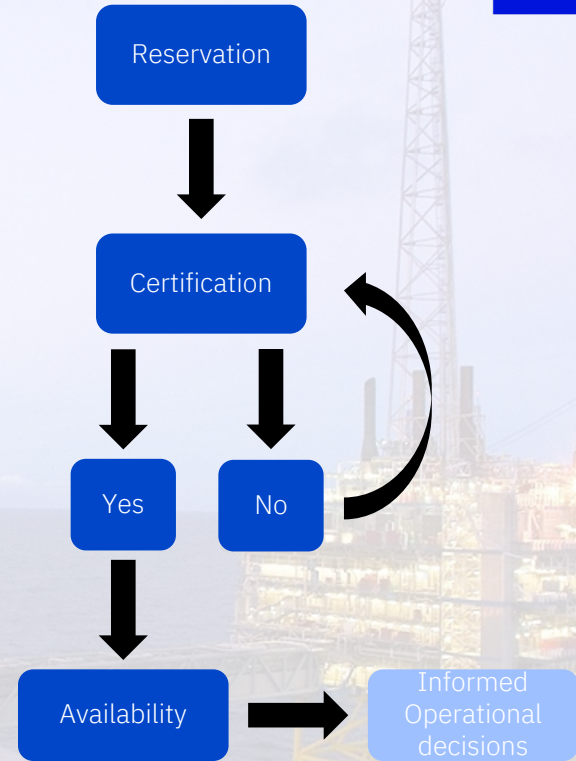 Reservation
Certification
Yes
No
Availability
Informed
Operational
decisions